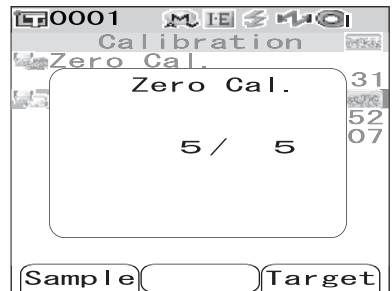 0001 M I·E
Calibration
Zero Cal.
Zero Cal.
31
5/ 5
52
07
Sample Target